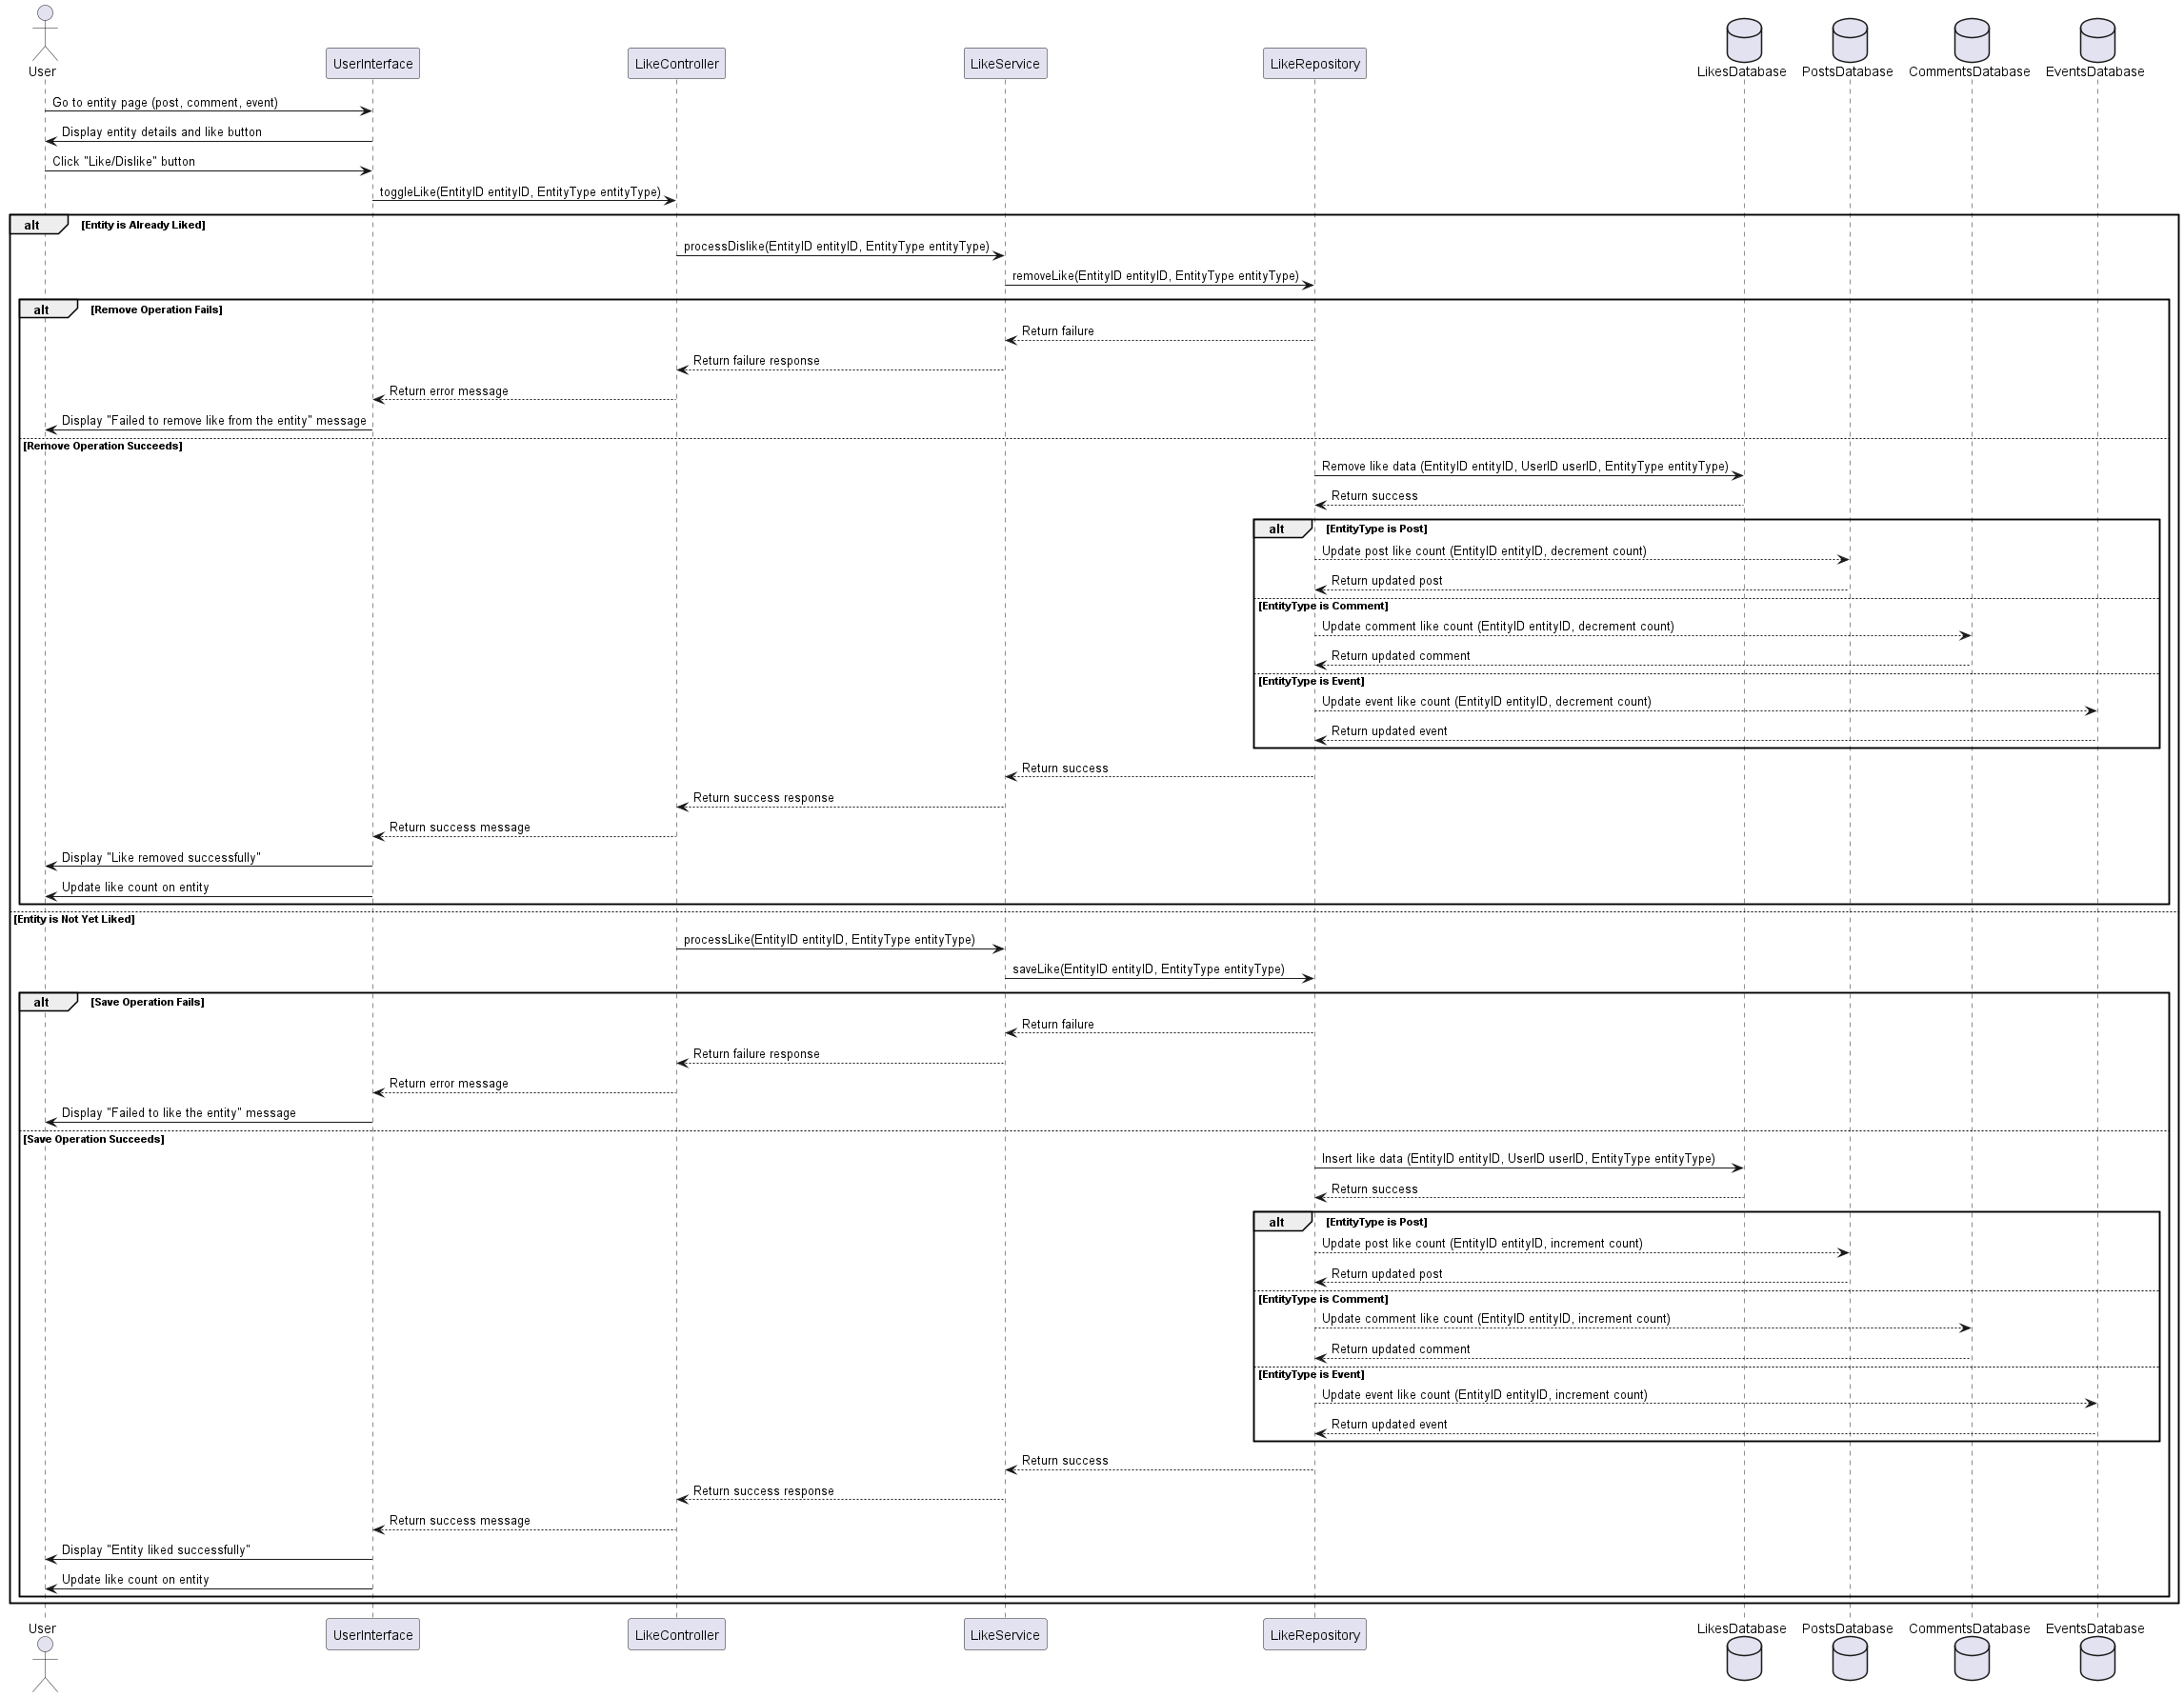 User
UserInterface
LikeController
LikeService
LikeRepository
LikesDatabase
PostsDatabase
CommentsDatabase
EventsDatabase
Go to entity page (post, comment, event)
Display entity details and like button
Click "Like/Dislike" button
toggleLike(EntityID entityID, EntityType entityType)
alt
[Entity is Already Liked]
processDislike(EntityID entityID, EntityType entityType)
removeLike(EntityID entityID, EntityType entityType)
alt
[Remove Operation Fails]
Return failure
Return failure response
Return error message
Display "Failed to remove like from the entity" message
[Remove Operation Succeeds]
Remove like data (EntityID entityID, UserID userID, EntityType entityType)
Return success
alt
[EntityType is Post]
Update post like count (EntityID entityID, decrement count)
Return updated post
[EntityType is Comment]
Update comment like count (EntityID entityID, decrement count)
Return updated comment
[EntityType is Event]
Update event like count (EntityID entityID, decrement count)
Return updated event
Return success
Return success response
Return success message
Display "Like removed successfully"
Update like count on entity
[Entity is Not Yet Liked]
processLike(EntityID entityID, EntityType entityType)
saveLike(EntityID entityID, EntityType entityType)
alt
[Save Operation Fails]
Return failure
Return failure response
Return error message
Display "Failed to like the entity" message
[Save Operation Succeeds]
Insert like data (EntityID entityID, UserID userID, EntityType entityType)
Return success
alt
[EntityType is Post]
Update post like count (EntityID entityID, increment count)
Return updated post
[EntityType is Comment]
Update comment like count (EntityID entityID, increment count)
Return updated comment
[EntityType is Event]
Update event like count (EntityID entityID, increment count)
Return updated event
Return success
Return success response
Return success message
Display "Entity liked successfully"
Update like count on entity
User
UserInterface
LikeController
LikeService
LikeRepository
LikesDatabase
PostsDatabase
CommentsDatabase
EventsDatabase